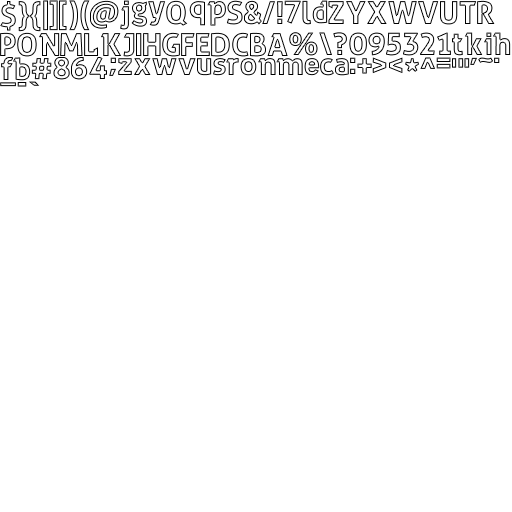 $}{|][)(@jgyQqpS&/!7ldZYXWVUTR
PONMLKJIHGFEDCBA%\?095321tkih
fb#864;zxwvusronmeca:+><*^="'~·
_-`